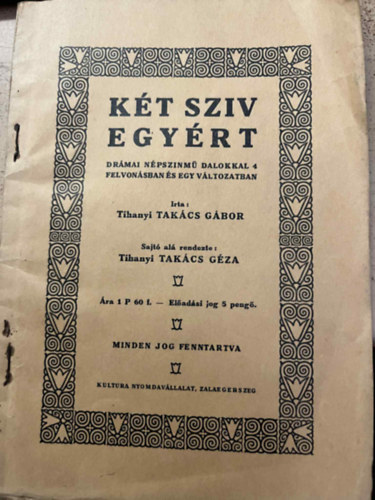 KÉT SZIV
EGYÉRT
DRÁMAI NÉPSZINMŰ DALOKKAL 4
FELVONÁSBAN ÉS EGY VÁLTOZATBAN
Irta:
Tihanyi TAKÁCS GÁBOR
Sajtó alá rendezte:
Tihanyi TAKÁCS GÉZA
Ára 1 P 60 L — Előadási jog 5 pengő.
MINDEN JOG FENNTARTVA
KULTURA NYOMDAVÁLLALAT, ZALAEGERSZEG